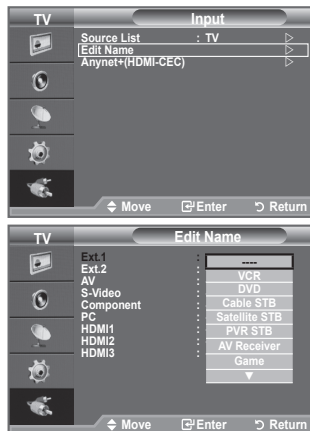 TV Input
Source List : TV ▷
Edit Name ▷
Anynet+(HDMI-CEC) ▷
Move Enter Return
TV Edit Name
Ext.1 : ----
Ext.2 : VCR
AV : DVD
S-Video : Cable STB
Component : Satellite STB
PC : PVR STB
HDMI1 : AV Receiver
HDMI2 : Game
HDMI3 : ▼
Move Enter Return